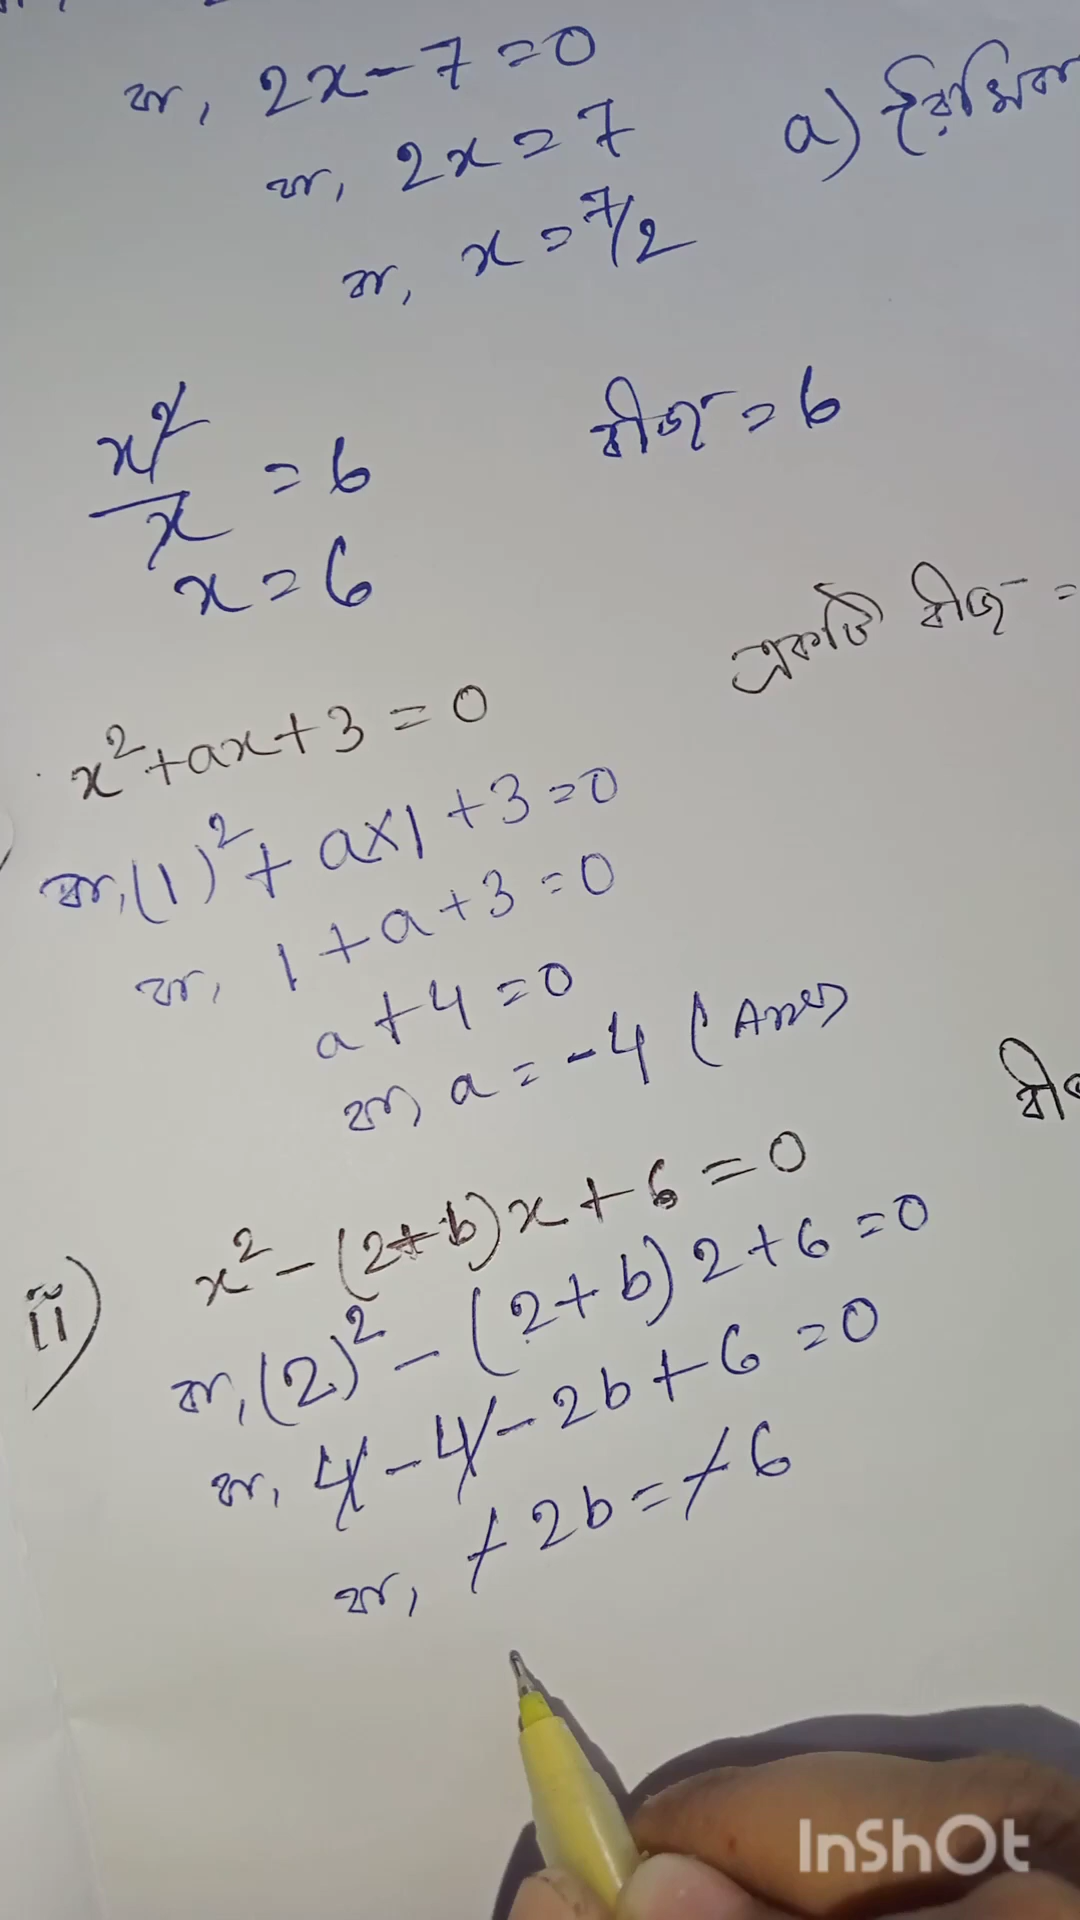 বা, 2x-7=0
বা, 2x=7
a)
বা, x=7/2
x²/x = 6
বীজ = 6
x=6
একটি বীজ =
x²+ax+3=0
বা, (1)²+ a×1+3=0
বা, 1+a+3=0
a+4=0
বা, a=-4 (Ans)
ii) x²-(2+b)x+6=0
বা, (2)²-(2+b)2+6=0
বা, 4-4-2b+6=0
বা, -2b=-6
InShOt